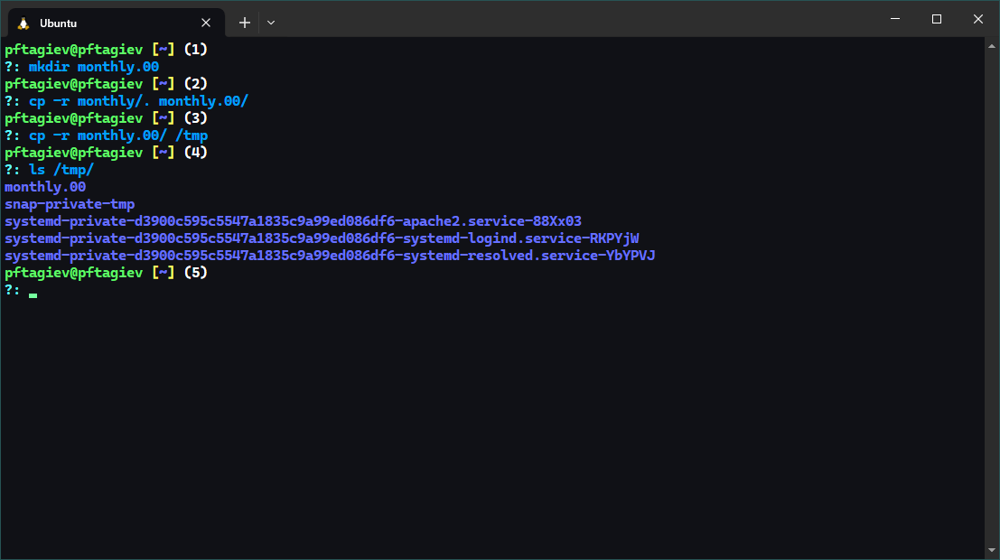 Ubuntu
pftagiev@pftagiev [~] (1)
?: mkdir monthly.00
pftagiev@pftagiev [~] (2)
?: cp -r monthly/. monthly.00/
pftagiev@pftagiev [~] (3)
?: cp -r monthly.00/ /tmp
pftagiev@pftagiev [~] (4)
?: ls /tmp/
monthly.00
snap-private-tmp
systemd-private-d3900c595c5547a1835c9a99ed086df6-apache2.service-88Xx03
systemd-private-d3900c595c5547a1835c9a99ed086df6-systemd-logind.service-RKPYjW
systemd-private-d3900c595c5547a1835c9a99ed086df6-systemd-resolved.service-YbYPVJ
pftagiev@pftagiev [~] (5)
?: